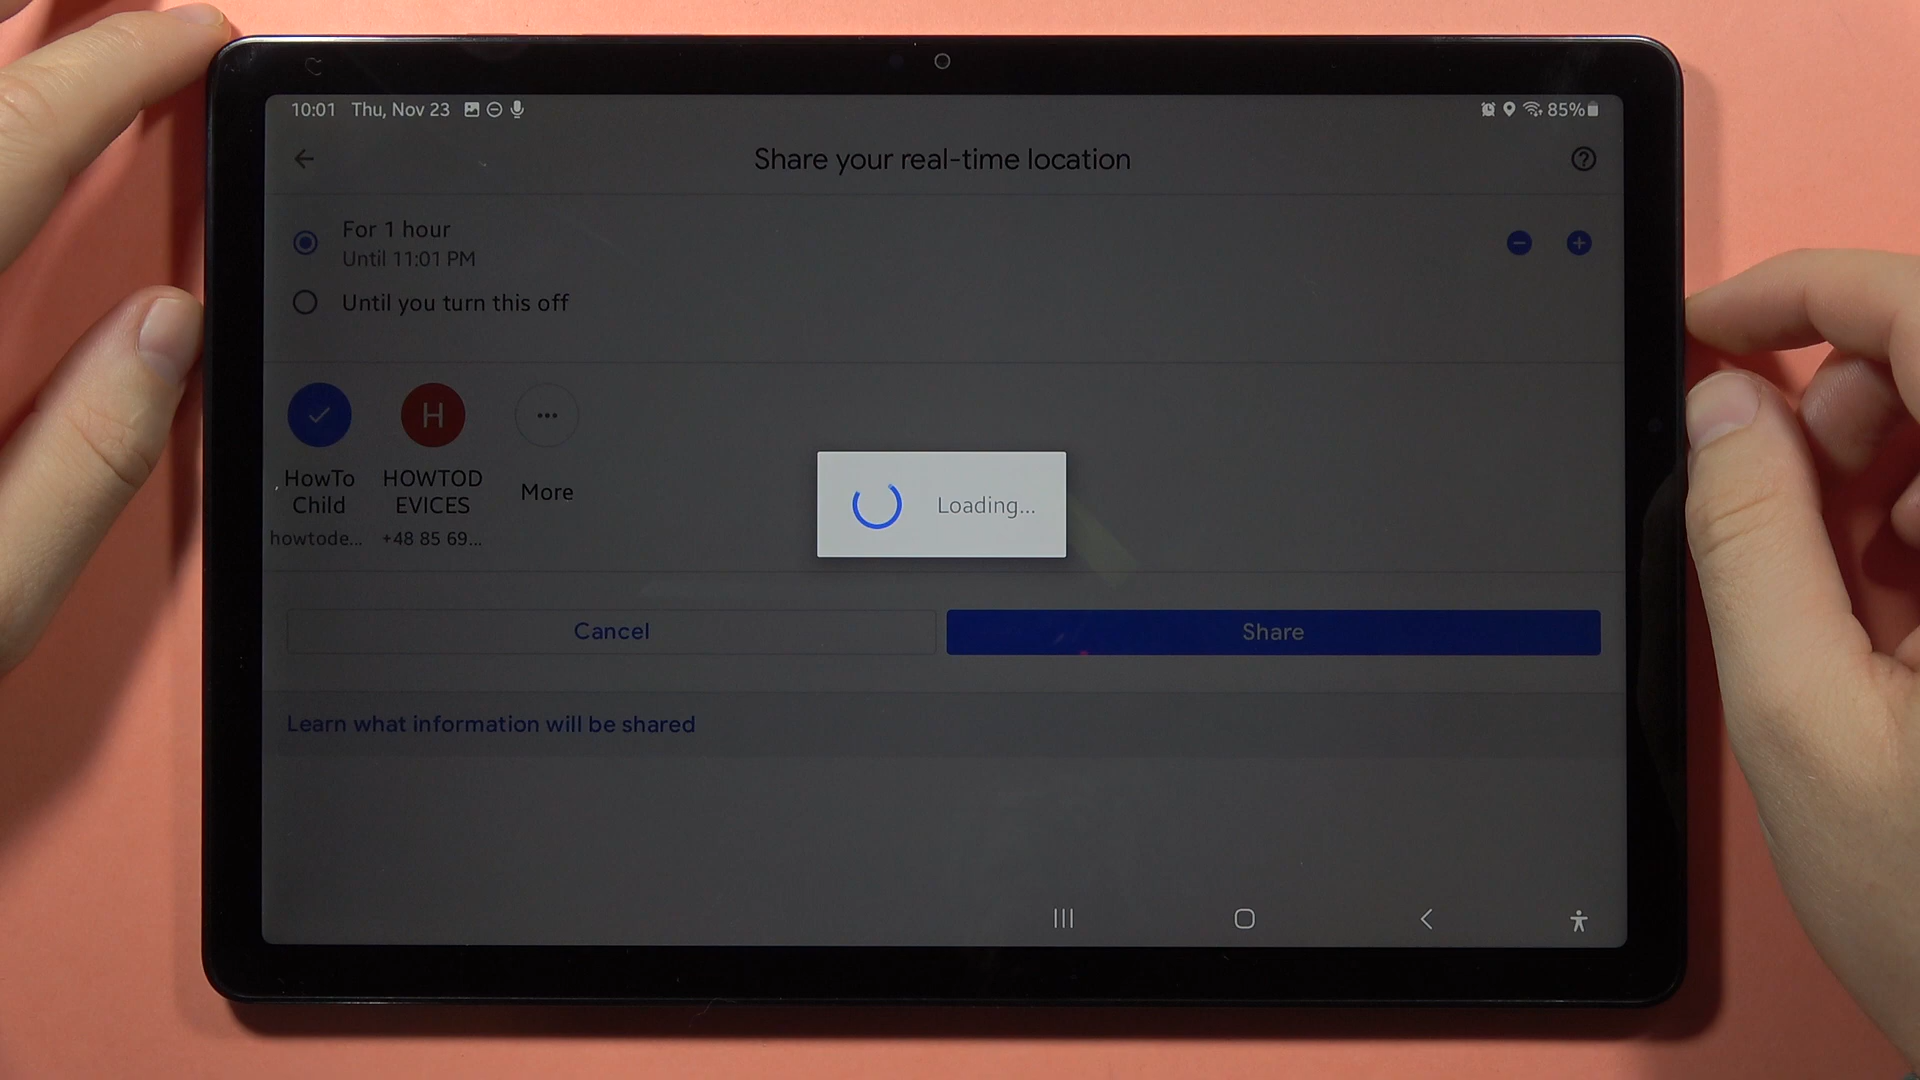 10:01 Thu, Nov 23
85%
Share your real-time location
For 1 hour
Until 11:01 PM
Until you turn this off
H
HowTo
Child
howtode...
HOWTOD
EVICES
+48 85 69...
More
Loading...
Cancel
Share
Learn what information will be shared